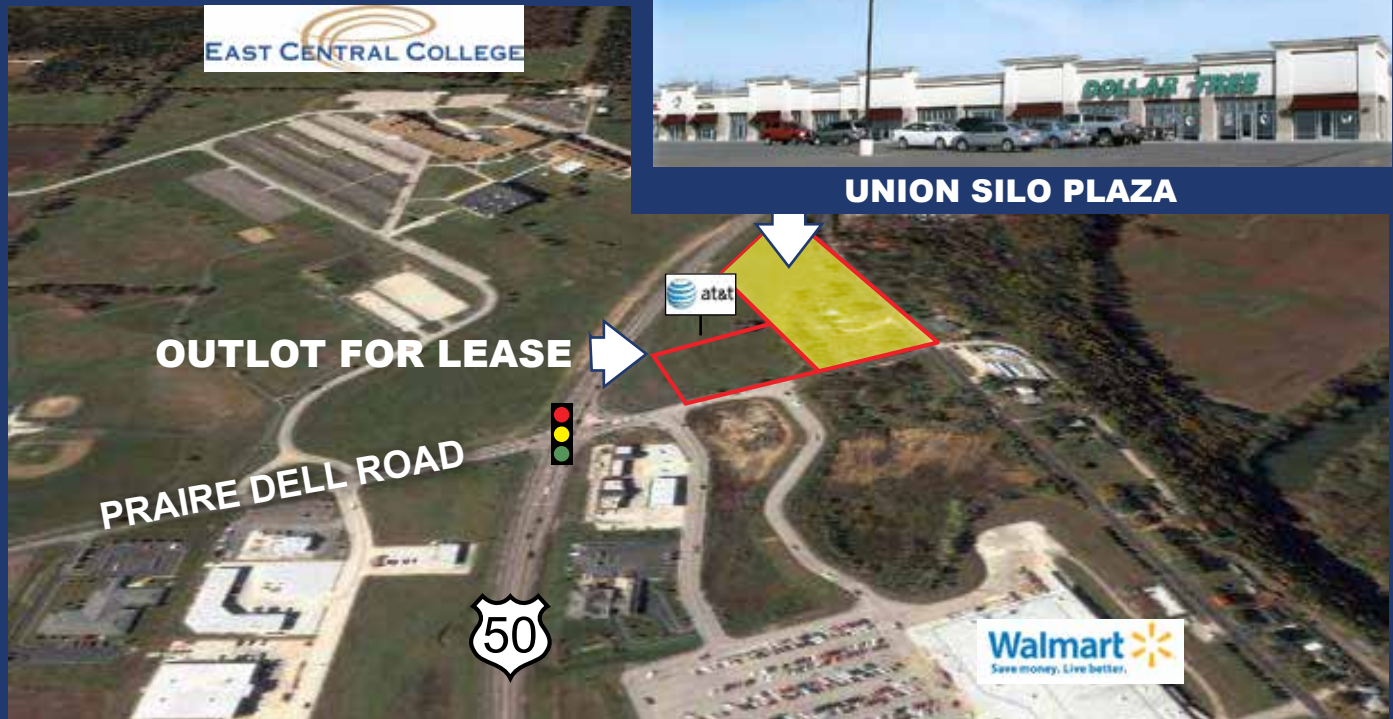 EAST CENTRAL COLLEGE
DOLLAR TREE
UNION SILO PLAZA
at&t
OUTLOT FOR LEASE
PRAIRE DELL ROAD
50
Walmart
Save money. Live better.